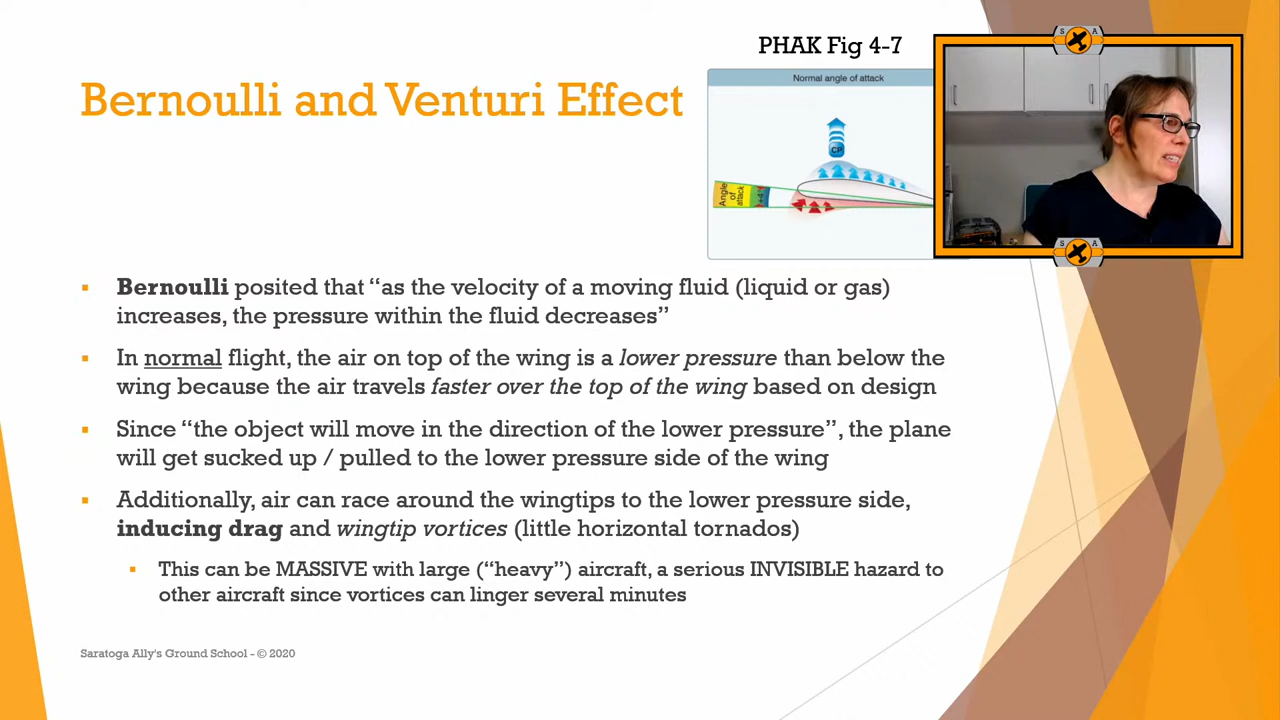 PHAK Fig 4-7
Bernoulli and Venturi Effect
Normal angle of attack
CP
Angle
of
attack
+4°
S A
S A
▪ Bernoulli posited that “as the velocity of a moving fluid (liquid or gas)
increases, the pressure within the fluid decreases”
▪ In normal flight, the air on top of the wing is a lower pressure than below the
wing because the air travels faster over the top of the wing based on design
▪ Since “the object will move in the direction of the lower pressure”, the plane
will get sucked up / pulled to the lower pressure side of the wing
▪ Additionally, air can race around the wingtips to the lower pressure side,
inducing drag and wingtip vortices (little horizontal tornados)
▪ This can be MASSIVE with large (“heavy”) aircraft, a serious INVISIBLE hazard to
other aircraft since vortices can linger several minutes
Saratoga Ally's Ground School - © 2020